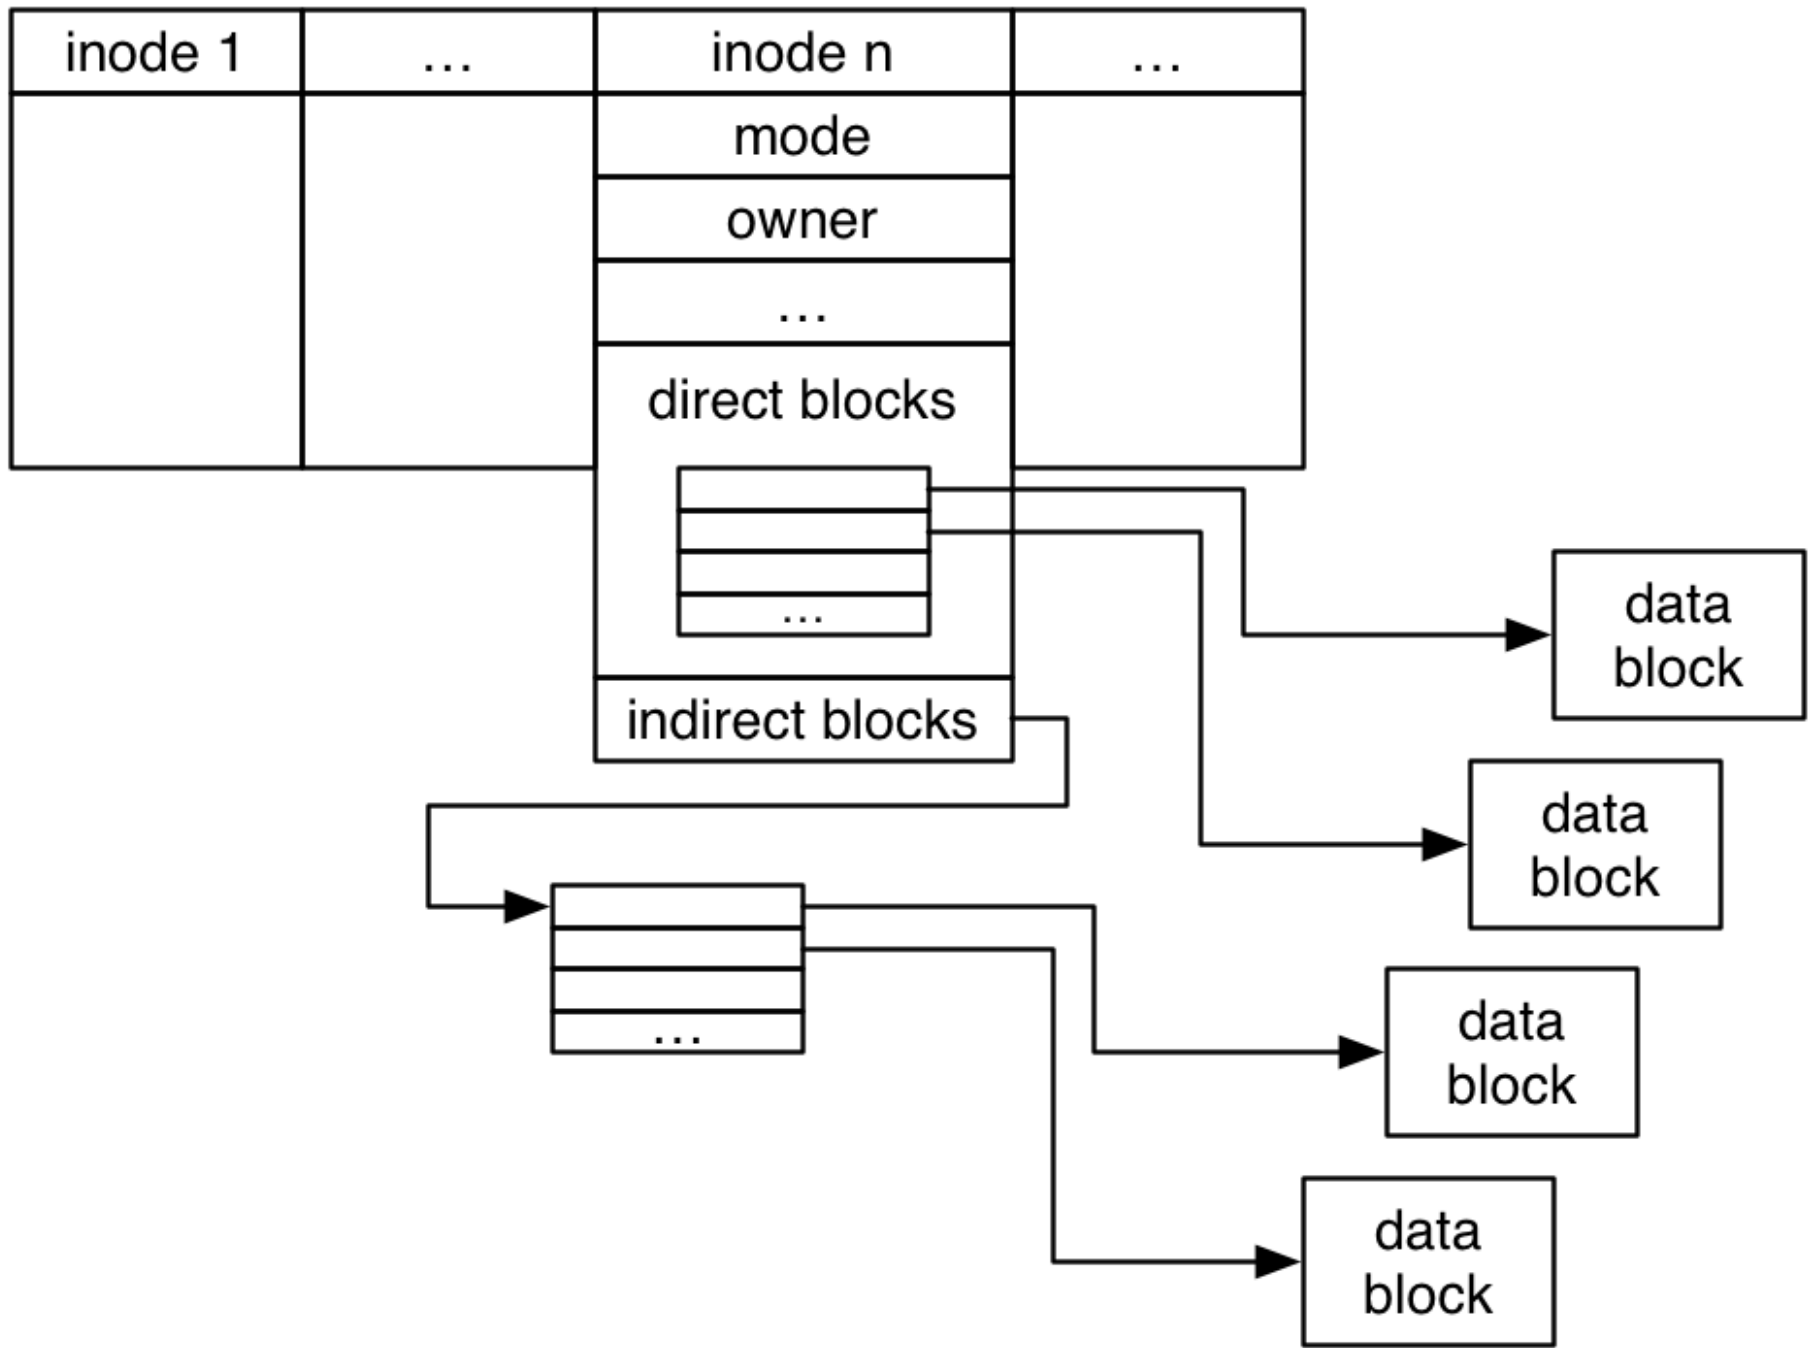 inode 1
…
inode n
…
mode
owner
…
direct blocks
…
indirect blocks
data
block
data
block
…
data
block
data
block